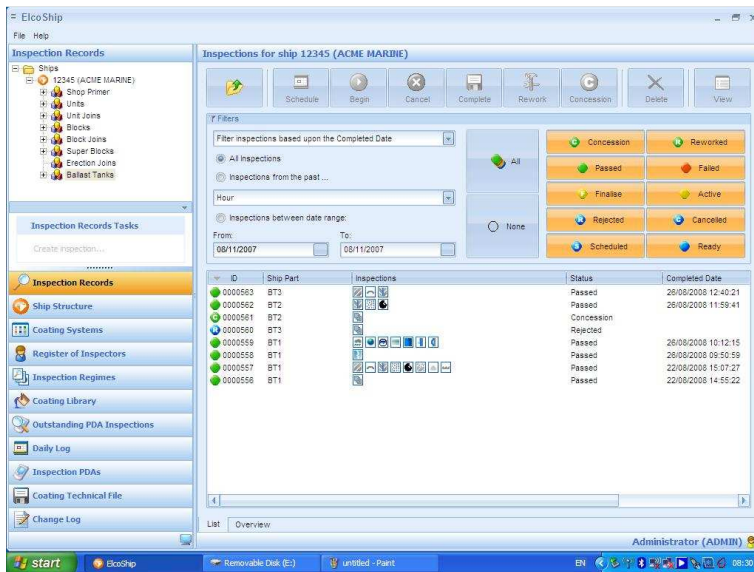 ElcoShip
File Help
Inspection Records
Ships
12345 (ACME MARINE)
Shop Primer
Units
Unit Joins
Blocks
Block Joins
Super Blocks
Erection Joins
Ballast Tanks
Inspection Records Tasks
Create inspection...
Inspection Records
Ship Structure
Coating Systems
Register of Inspectors
Inspection Regimes
Coating Library
Outstanding PDA Inspections
Daily Log
Inspection PDAs
Coating Technical File
Change Log
Inspections for ship 12345 (ACME MARINE)
Schedule Begin Cancel Complete Rework Concession Delete View
Filters
Filter inspections based upon the Completed Date
All Inspections
Inspections from the past ...
Hour
Inspections between date range:
From: To:
08/11/2007 08/11/2007
All
None
Concession Reworked
Passed Failed
Finalise Active
Rejected Cancelled
Scheduled Ready
ID Ship Part Inspections Status Completed Date
0000563 BT3 Passed 26/08/2008 12:40:21
0000562 BT2 Passed 26/08/2008 11:59:41
0000561 BT2 Concession
0000560 BT3 Rejected
0000559 BT1 Passed 26/08/2008 10:12:15
0000558 BT1 Passed 26/08/2008 09:50:59
0000557 BT1 Passed 22/08/2008 15:07:27
0000556 BT1 Passed 22/08/2008 14:55:22
List Overview
Administrator (ADMIN)
start ElcoShip Removable Disk (E:) untitled - Paint EN 08:30